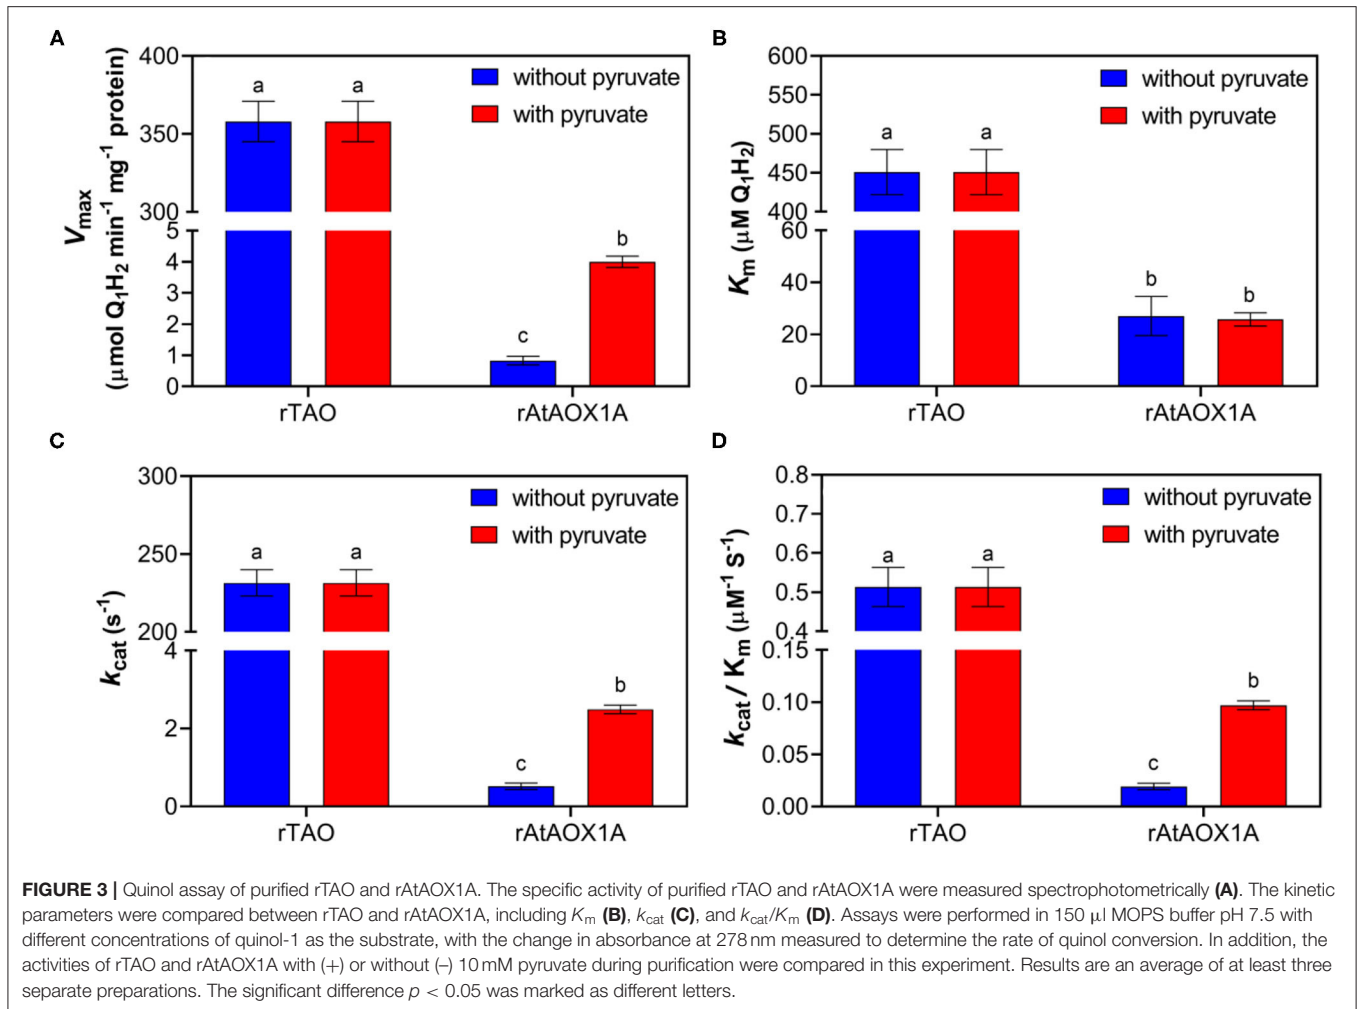 A
V_max
(μmol Q₁H₂ min⁻¹ mg⁻¹ protein)
400
350
300
5
4
3
2
1
0
a
a
c
b
without pyruvate
with pyruvate
rTAO
rAtAOX1A
B
K_m (μM Q₁H₂)
600
550
500
450
400
60
40
20
0
a
a
b
b
without pyruvate
with pyruvate
rTAO
rAtAOX1A
C
k_cat (s⁻¹)
300
250
200
4
2
0
a
a
c
b
without pyruvate
with pyruvate
rTAO
rAtAOX1A
D
k_cat / K_m (μM⁻¹ S⁻¹)
0.8
0.7
0.6
0.5
0.4
0.15
0.10
0.05
0.00
a
a
c
b
without pyruvate
with pyruvate
rTAO
rAtAOX1A
FIGURE 3 | Quinol assay of purified rTAO and rAtAOX1A. The specific activity of purified rTAO and rAtAOX1A were measured spectrophotometrically (A). The kinetic
parameters were compared between rTAO and rAtAOX1A, including K_m (B), k_cat (C), and k_cat/K_m (D). Assays were performed in 150 μl MOPS buffer pH 7.5 with
different concentrations of quinol-1 as the substrate, with the change in absorbance at 278 nm measured to determine the rate of quinol conversion. In addition, the
activities of rTAO and rAtAOX1A with (+) or without (–) 10 mM pyruvate during purification were compared in this experiment. Results are an average of at least three
separate preparations. The significant difference p < 0.05 was marked as different letters.